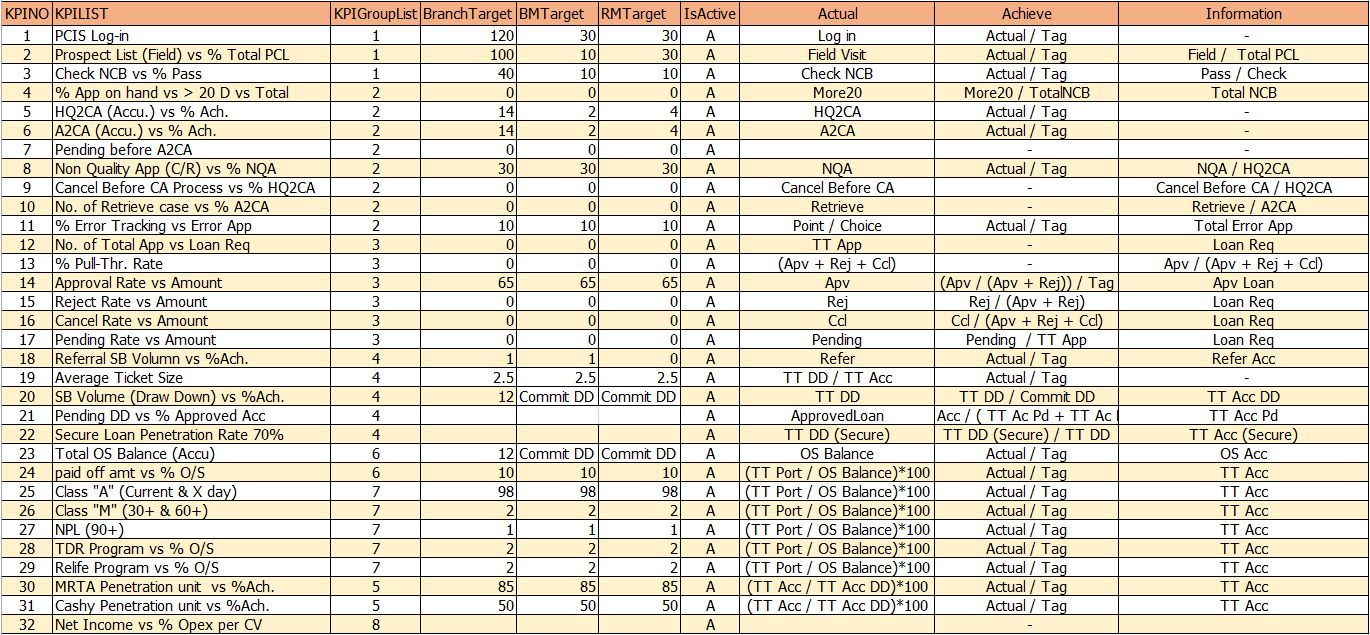 KPINO KPILIST KPIGroupList BranchTarget BMTarget RMTarget IsActive Actual Achieve Information
1 PCIS Log-in 1 120 30 30 A Log in Actual / Tag -
2 Prospect List (Field) vs % Total PCL 1 100 10 30 A Field Visit Actual / Tag Field / Total PCL
3 Check NCB vs % Pass 1 40 10 10 A Check NCB Actual / Tag Pass / Check
4 % App on hand vs > 20 D vs Total 2 0 0 0 A More20 More20 / TotalNCB Total NCB
5 HQ2CA (Accu.) vs % Ach. 2 14 2 4 A HQ2CA Actual / Tag -
6 A2CA (Accu.) vs % Ach. 2 14 2 4 A A2CA Actual / Tag -
7 Pending before A2CA 2 0 0 0 A - -
8 Non Quality App (C/R) vs % NQA 2 30 30 30 A NQA Actual / Tag NQA / HQ2CA
9 Cancel Before CA Process vs % HQ2CA 2 0 0 0 A Cancel Before CA - Cancel Before CA / HQ2CA
10 No. of Retrieve case vs % A2CA 2 0 0 0 A Retrieve - Retrieve / A2CA
11 % Error Tracking vs Error App 2 10 10 10 A Point / Choice Actual / Tag Total Error App
12 No. of Total App vs Loan Req 3 0 0 0 A TT App - Loan Req
13 % Pull-Thr. Rate 3 0 0 0 A (Apv + Rej + Ccl) - Apv / (Apv + Rej + Ccl)
14 Approval Rate vs Amount 3 65 65 65 A Apv (Apv / (Apv + Rej)) / Tag Apv Loan
15 Reject Rate vs Amount 3 0 0 0 A Rej Rej / (Apv + Rej) Loan Req
16 Cancel Rate vs Amount 3 0 0 0 A Ccl Ccl / (Apv + Rej + Ccl) Loan Req
17 Pending Rate vs Amount 3 0 0 0 A Pending Pending / TT App Loan Req
18 Referral SB Volumn vs %Ach. 4 1 1 0 A Refer Actual / Tag Refer Acc
19 Average Ticket Size 4 2.5 2.5 2.5 A TT DD / TT Acc Actual / Tag -
20 SB Volume (Draw Down) vs %Ach. 4 12 Commit DD Commit DD A TT DD TT DD / Commit DD TT Acc DD
21 Pending DD vs % Approved Acc 4 A ApprovedLoan Acc / ( TT Ac Pd + TT Ac TT Acc Pd
22 Secure Loan Penetration Rate 70% 4 A TT DD (Secure) TT DD (Secure) / TT DD TT Acc (Secure)
23 Total OS Balance (Accu) 6 12 Commit DD Commit DD A OS Balance Actual / Tag OS Acc
24 paid off amt vs % O/S 6 10 10 10 A (TT Port / OS Balance)*100 Actual / Tag TT Acc
25 Class "A" (Current & X day) 7 98 98 98 A (TT Port / OS Balance)*100 Actual / Tag TT Acc
26 Class "M" (30+ & 60+) 7 2 2 2 A (TT Port / OS Balance)*100 Actual / Tag TT Acc
27 NPL (90+) 7 1 1 1 A (TT Port / OS Balance)*100 Actual / Tag TT Acc
28 TDR Program vs % O/S 7 2 2 2 A (TT Port / OS Balance)*100 Actual / Tag TT Acc
29 Relife Program vs % O/S 7 2 2 2 A (TT Port / OS Balance)*100 Actual / Tag TT Acc
30 MRTA Penetration unit vs %Ach. 5 85 85 85 A (TT Acc / TT Acc DD)*100 Actual / Tag TT Acc
31 Cashy Penetration unit vs %Ach. 5 50 50 50 A (TT Acc / TT Acc DD)*100 Actual / Tag TT Acc
32 Net Income vs % Opex per CV 8 A -